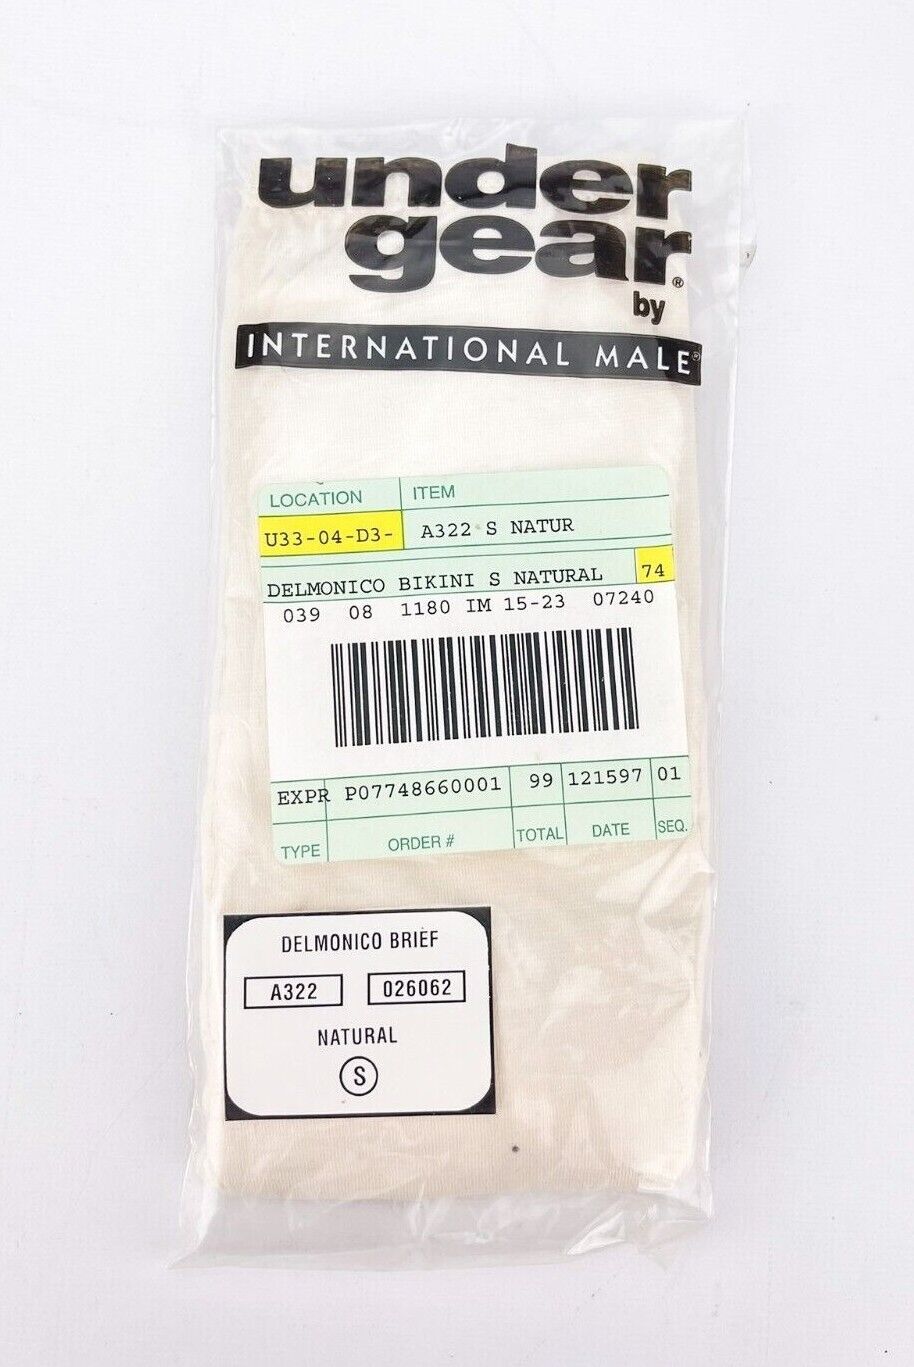 under
gear®
by
INTERNATIONAL MALE®
LOCATION ITEM
U33-04-D3- A322 S NATUR
DELMONICO BIKINI S NATURAL 74
039 08 1180 IM 15-23 07240
EXPR P07748660001 99 121597 01
TYPE ORDER # TOTAL DATE SEQ.
DELMONICO BRIEF
A322 026062
NATURAL
S